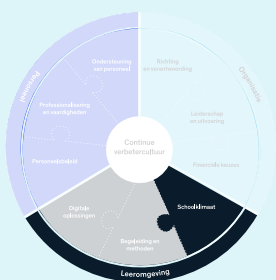 Ondersteuning
van personeel
Richting
en verantwoording
Personeel
Organisatie
Professionalisering
en vaardigheden
Leiderschap
en uitvoering
Continue
verbetercultuur
Personeelsbeleid
Financiële keuzes
Digitale
oplossingen
Schoolklimaat
Begeleiding en
methoden
Leeromgeving